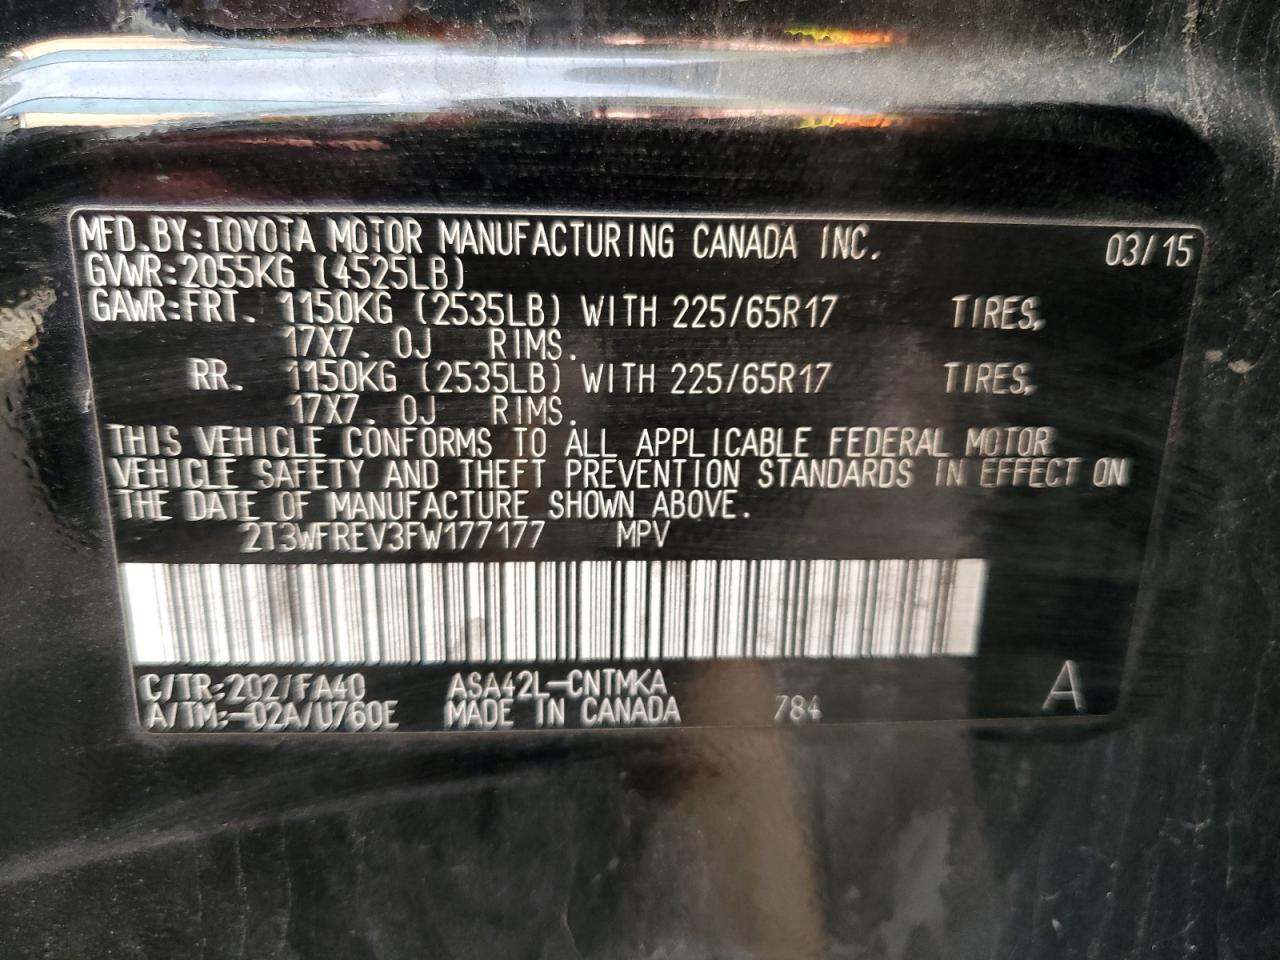 MFD.BY:TOYOTA MOTOR MANUFACTURING CANADA INC. 03/15
GVWR:2055KG (4525LB)
GAWR:FRT. 1150KG (2535LB) WITH 225/65R17 TIRES,
17X7.0J RIMS.
RR. 1150KG (2535LB) WITH 225/65R17 TIRES,
17X7.0J RIMS.
THIS VEHICLE CONFORMS TO ALL APPLICABLE FEDERAL MOTOR
VEHICLE SAFETY AND THEFT PREVENTION STANDARDS IN EFFECT ON
THE DATE OF MANUFACTURE SHOWN ABOVE.
2T3WFREV3FW177177 MPV
C/TR:202/FA40 ASA42L-CNTMKA A
A/TM:-02A/U760E MADE IN CANADA 784